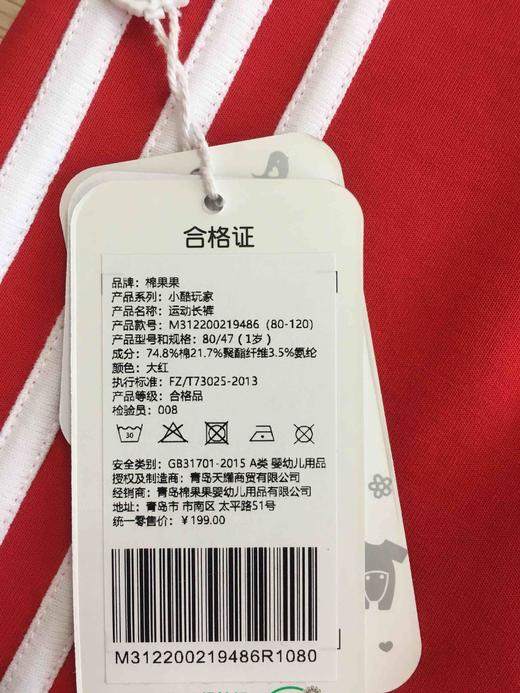 合格证
品牌：棉果果
产品系列：小酷玩家
产品名称：运动长裤
产品款号：M312200219486（80-120）
产品型号和规格：80/47（1岁）
成分：74.8%棉21.7%聚酯纤维3.5%氨纶
颜色：大红
执行标准：FZ/T73025-2013
产品等级：合格品
检验员：008
30
安全类别：GB31701-2015 A类 婴幼儿用品
授权及制造商：青岛天耀商贸有限公司
经销商：青岛棉果果婴幼儿用品有限公司
地址：青岛市 市南区 太平路51号
统一零售价：￥199.00
M312200219486R1080